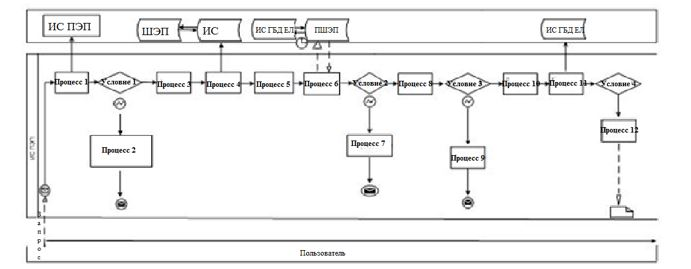 ИС ПЭП
ШЭП
ИС
ИС ГБД ЕЛ
ПШЭП
ИС ГБД ЕЛ
Процесс 1
Условие 1
Процесс 3
Процесс 4
Процесс 5
Процесс 6
Условие 2
Процесс 8
Условие 3
Процесс 10
Процесс 11
Условие 4
Процесс 2
Процесс 7
Процесс 9
Процесс 12
ИС ПЭП
Запрос
Пользователь